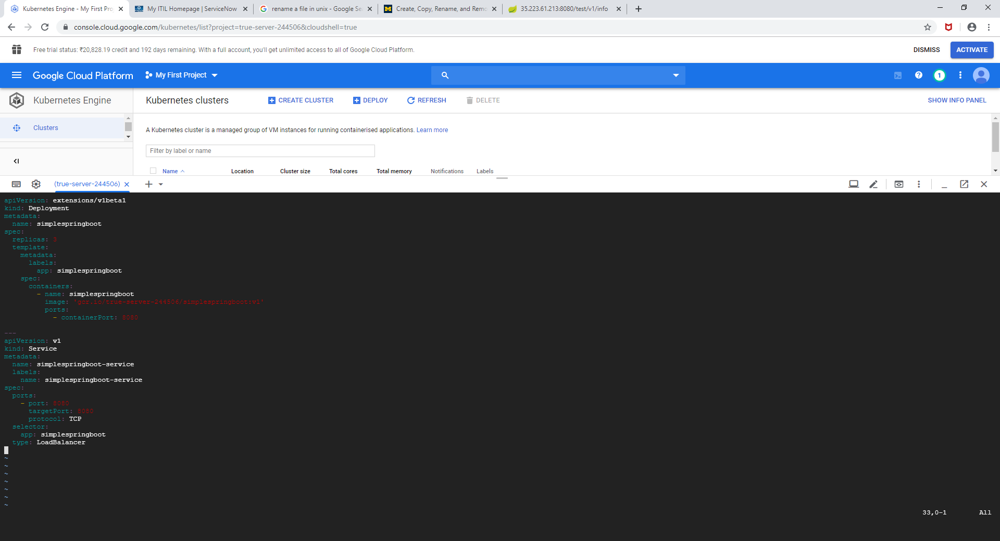 Kubernetes Engine - My First Pro
My ITIL Homepage | ServiceNow
rename a file in unix - Google Se
Create, Copy, Rename, and Remo
35.223.61.213:8080/test/v1/info
console.cloud.google.com/kubernetes/list?project=true-server-244506&cloudshell=true
Free trial status: ₹20,828.19 credit and 192 days remaining. With a full account, you'll get unlimited access to all of Google Cloud Platform.
DISMISS
ACTIVATE
Google Cloud Platform
My First Project
1
Kubernetes Engine
Kubernetes clusters
CREATE CLUSTER
DEPLOY
REFRESH
DELETE
SHOW INFO PANEL
Clusters
A Kubernetes cluster is a managed group of VM instances for running containerised applications. Learn more
Filter by label or name
Name
Location
Cluster size
Total cores
Total memory
Notifications
Labels
(true-server-244506)
apiVersion: extensions/v1beta1
kind: Deployment
metadata:
  name: simplespringboot
spec:
  replicas: 3
  template:
    metadata:
      labels:
        app: simplespringboot
    spec:
      containers:
        - name: simplespringboot
          image: 'gcr.io/true-server-244506/simplespringboot:v1'
          ports:
            - containerPort: 8080
---
apiVersion: v1
kind: Service
metadata:
  name: simplespringboot-service
  labels:
    name: simplespringboot-service
spec:
  ports:
    - port: 8080
      targetPort: 8080
      protocol: TCP
  selector:
    app: simplespringboot
  type: LoadBalancer
~
~
~
~
~
~
~
33,0-1
All